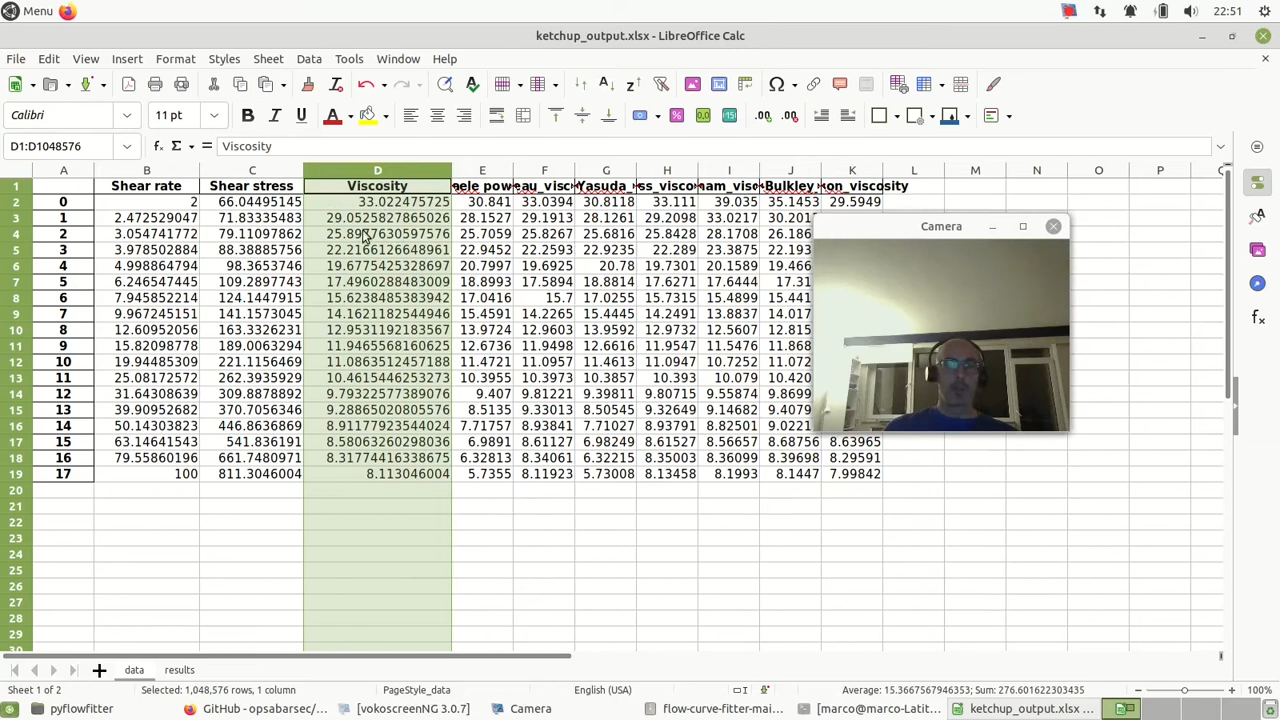 Menu 22:51
ketchup_output.xlsx - LibreOffice Calc
File Edit View Insert Format Styles Sheet Data Tools Window Help
Calibri 11 pt
D1:D1048576 Viscosity
A B C D E F G H I J K L M N O P
1 Shear rate Shear stress Viscosity ele pow eau_visc Yasuda_ ss_viscos nam_visc Bulkley_ on_viscosity
2 0 2 66.04495145 33.022475725 30.841 33.0394 30.8118 33.111 39.035 35.1453 29.5949
3 1 2.472529047 71.83335483 29.0525827865026 28.1527 29.1913 28.1261 29.2098 33.0217 30.201
4 2 3.054741772 79.11097862 7630597576 25.7059 25.8267 25.6816 25.8428 28.1708 26.186
5 3 3.978502884 88.38885756 22.2166126648961 22.9452 22.2593 22.9235 22.289 23.3875 22.193
6 4 4.998864794 98.3653746 19.6775425328697 20.7997 19.6925 20.78 19.7301 20.1589 19.466
7 5 6.246547445 109.2897743 17.4960288483009 18.8993 17.5894 18.8814 17.6271 17.6444 17.31
8 6 7.945852214 124.1447915 15.6238485383942 17.0416 15.7 17.0255 15.7315 15.4899 15.441
9 7 9.967245151 141.1573045 14.1621182544946 15.4591 14.2265 15.4445 14.2491 13.8837 14.017
10 8 12.60952056 163.3326231 12.9531192183567 13.9724 12.9603 13.9592 12.9732 12.5607 12.815
11 9 15.82098778 189.0063294 11.9465568160625 12.6736 11.9498 12.6616 11.9547 11.5476 11.868
12 10 19.94485309 221.1156469 11.0863512457188 11.4721 11.0957 11.4613 11.0947 10.7252 11.072
13 11 25.08172572 262.3935929 10.4615446253273 10.3955 10.3973 10.3857 10.393 10.079 10.420
14 12 31.64308639 309.8878892 9.79322577389076 9.407 9.81221 9.39811 9.80715 9.55874 9.8699
15 13 39.90952682 370.7056346 9.28865020805576 8.5135 9.33013 8.50545 9.32649 9.14682 9.4079
16 14 50.14303823 446.8636869 8.91177923544024 7.71757 8.93841 7.71027 8.93791 8.82501 9.0221
17 15 63.14641543 541.836191 8.58063260298036 6.9891 8.61127 6.98249 8.61527 8.56657 8.68756 8.63965
18 16 79.55860196 661.7480971 8.31774416338675 6.32813 8.34061 6.32215 8.35003 8.36099 8.39698 8.29591
19 17 100 811.3046004 8.113046004 5.7355 8.11923 5.73008 8.13458 8.1993 8.1447 7.99842
20
21
22
23
24
25
26
27
28
29
30
Camera
data results
Sheet 1 of 2 Selected: 1,048,576 rows, 1 column PageStyle_data English (USA) Average: 15.3667567946353; Sum: 276.601622303435 100%
pyflowfitter GitHub - opsabarsec/... [vokoscreenNG 3.0.7] Camera flow-curve-fitter-mai... [marco@marco-Latit... ketchup_output.xlsx ...